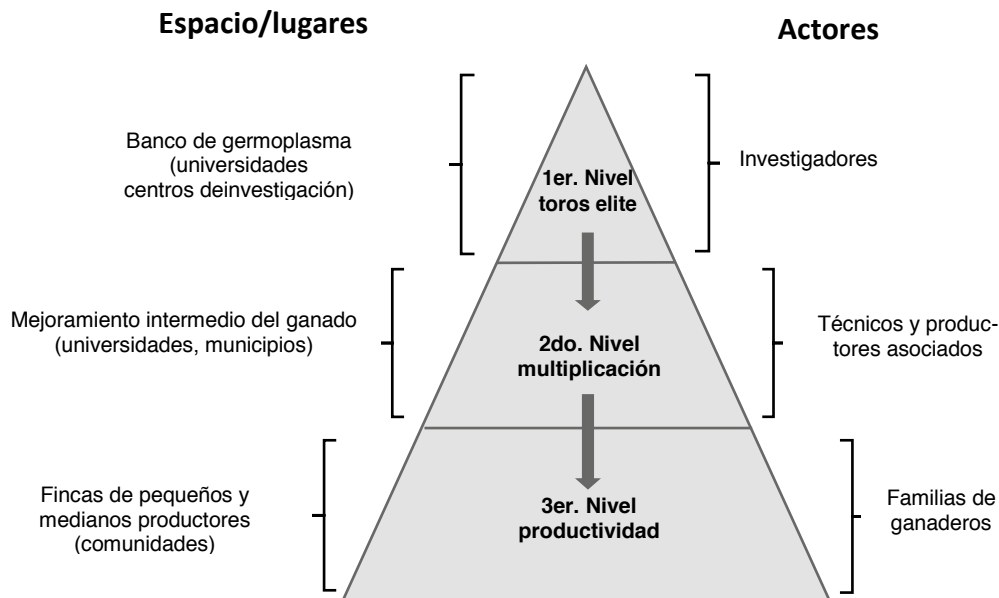 Espacio/lugares
Actores
Banco de germoplasma
(universidades
centros deinvestigación)
1er. Nivel
toros elite
Investigadores
Mejoramiento intermedio del ganado
(universidades, municipios)
2do. Nivel
multiplicación
Técnicos y produc-
tores asociados
Fincas de pequeños y
medianos productores
(comunidades)
3er. Nivel
productividad
Familias de
ganaderos